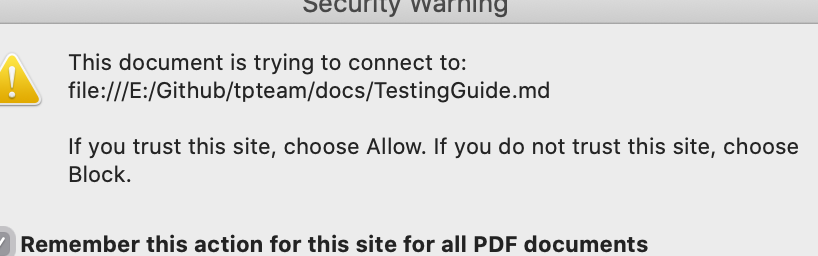 Security Warning
This document is trying to connect to:
file:///E:/Github/tpteam/docs/TestingGuide.md
If you trust this site, choose Allow. If you do not trust this site, choose
Block.
Remember this action for this site for all PDF documents